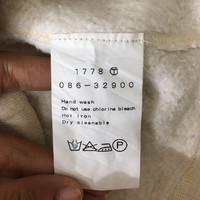 1778 Ⓣ
086-32900
Hand wash
Do not use chlorine bleach
Hot iron
Dry cleanable